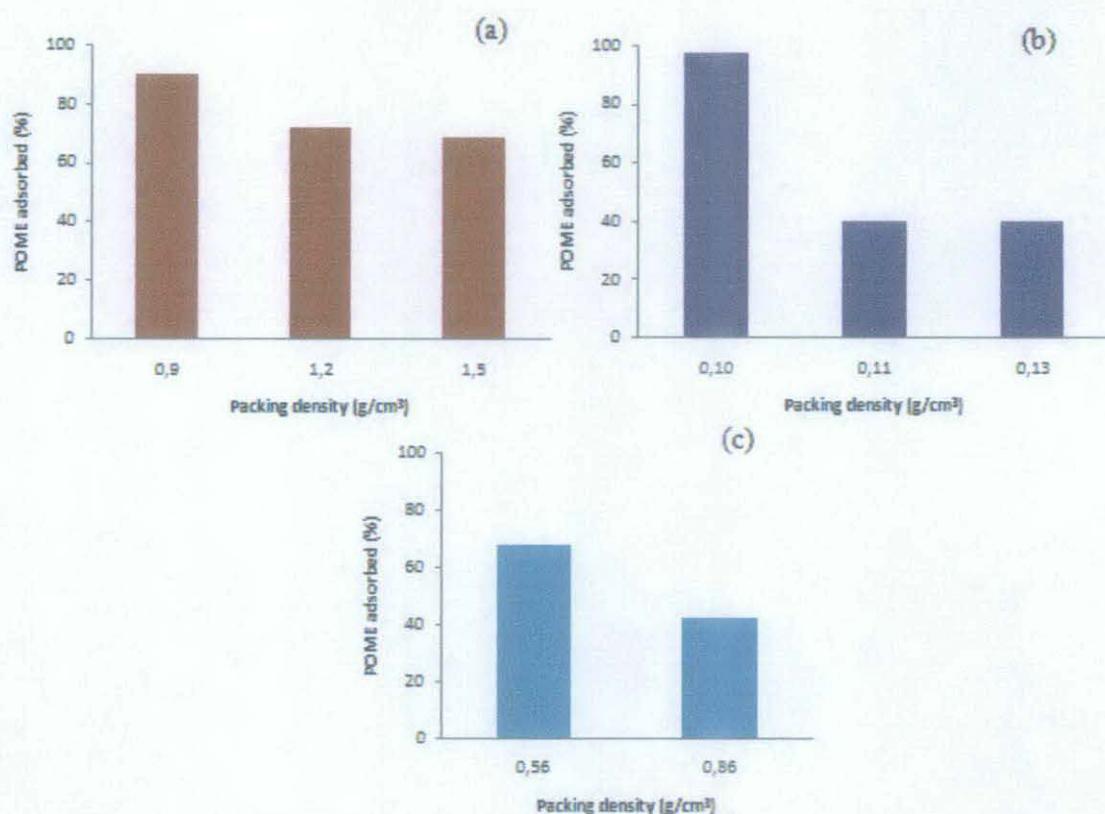 (a)
100
80
60
40
20
0
POME adsorbed (%)
0,9 1,2 1,5
Packing density (g/cm³)
(b)
100
80
60
40
20
0
POME adsorbed (%)
0,10 0,11 0,13
Packing density (g/cm³)
(c)
100
80
60
40
20
0
POME adsorbed (%)
0,56 0,86
Packing density (g/cm³)